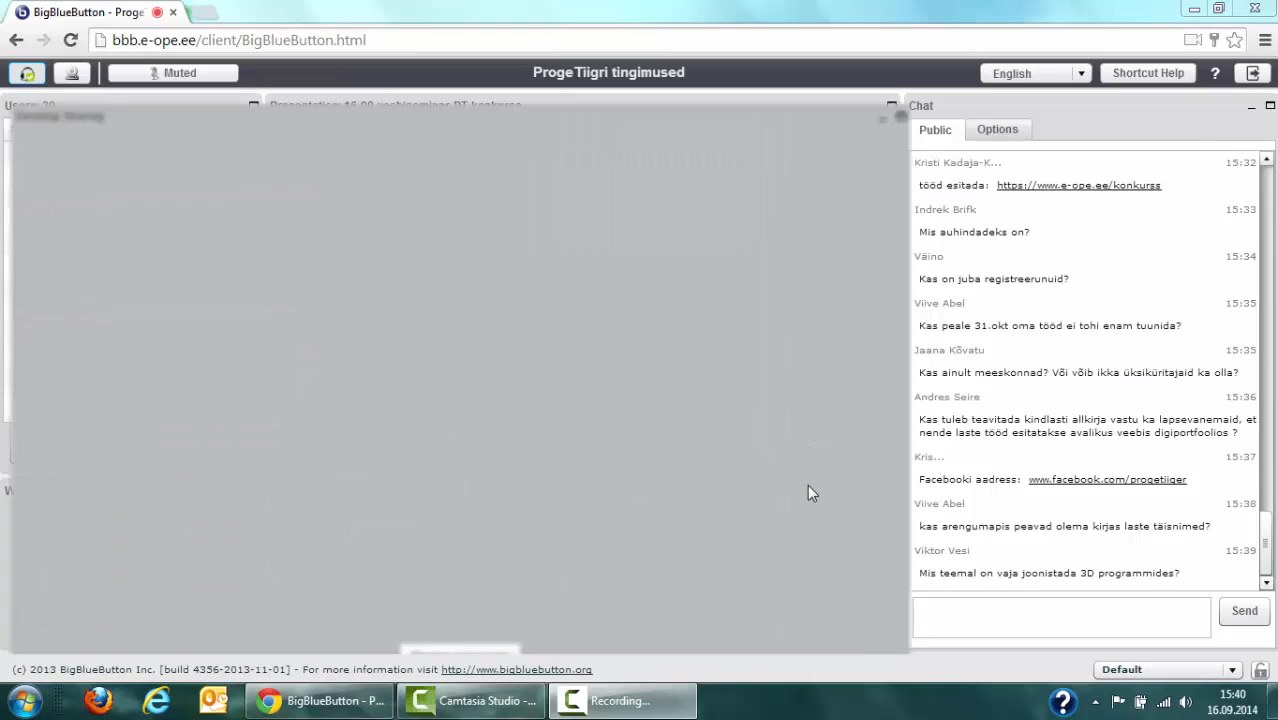 BigBlueButton - Proge
bbb.e-ope.ee/client/BigBlueButton.html
Muted
ProgeTiigri tingimused
English
Shortcut Help
?
Chat
Public
Options
Kristi Kadaja-K... 15:32
tööd esitada: https://www.e-ope.ee/konkurss
Indrek Brifk 15:33
Mis auhindadeks on?
Väino 15:34
Kas on juba registreerunuid?
Viive Abel 15:35
Kas peale 31.okt oma tööd ei tohi enam tuunida?
Jaana Kõvatu 15:35
Kas ainult meeskonnad? Või võib ikka üksiküritajaid ka olla?
Andres Seire 15:36
Kas tuleb teavitada kindlasti allkirja vastu ka lapsevanemaid, et
nende laste tööd esitatakse avalikus veebis digiportfoolios ?
Kris... 15:37
Facebooki aadress: www.facebook.com/progetiiger
Viive Abel 15:38
kas arengumapis peavad olema kirjas laste täisnimed?
Viktor Vesi 15:39
Mis teemal on vaja joonistada 3D programmides?
Send
(c) 2013 BigBlueButton Inc. [build 4356-2013-11-01] - For more information visit http://www.bigbluebutton.org
Default
BigBlueButton - P...
Camtasia Studio -...
Recording...
15:40
16.09.2014